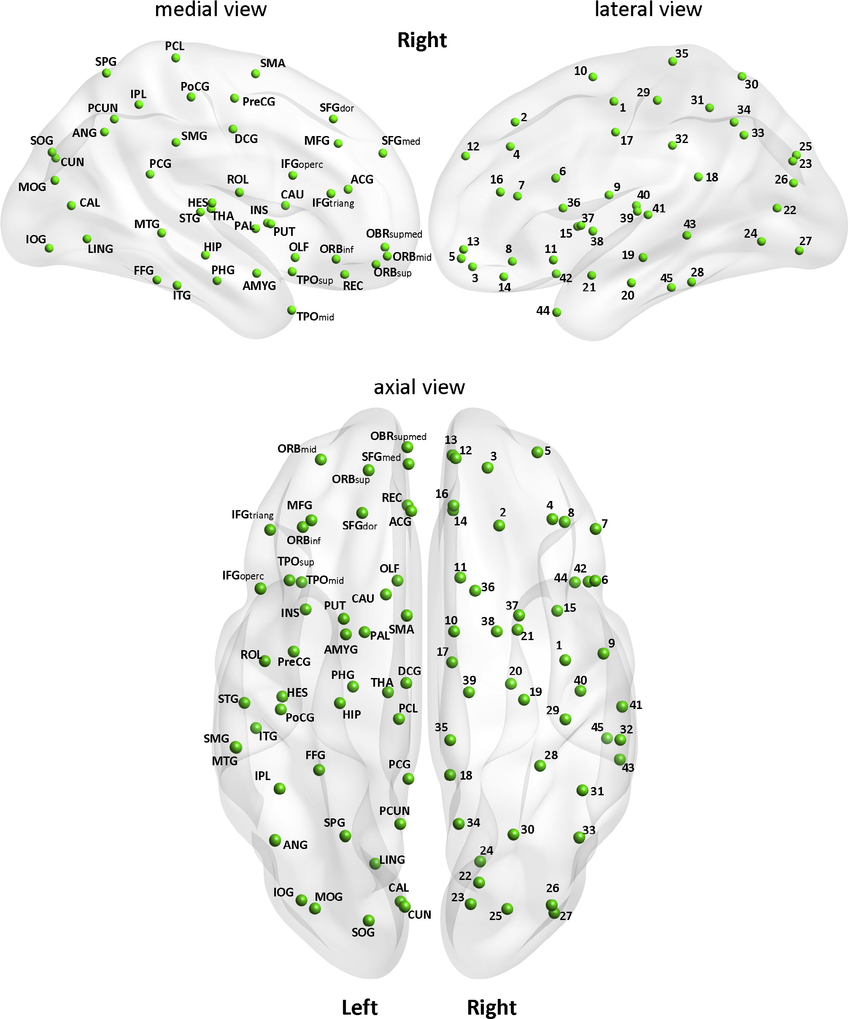 medial view
lateral view
Right
PCL
SPG
SMA
IPL
PoCG
PreCG
PCUN
SFGdor
ANG
SMG
DCG
MFG
SFGmed
SOG
CUN
PCG
IFGoperc
MOG
ROL
CAU
ACG
IFGtriang
CAL
HES
STG
THA
INS
PAL
PUT
MTG
IOG
LING
HIP
OLF
ORBinf
OBRsupmed
ORBmid
ORBsup
FFG
ITG
PHG
AMYG
TPOsup
REC
TPOmid
35
10
30
1
29
31
34
2
17
33
12
4
32
25
23
6
18
26
16
7
9
36
40
39
41
22
15
37
38
43
24
27
13
5
3
8
11
19
14
42
21
20
45
28
44
axial view
OBRsupmed
ORBmid
SFGmed
ORBsup
REC
MFG
IFGtriang
SFGdor
ACG
ORBinf
TPOsup
IFGoperc
TPOmid
OLF
CAU
INS
PUT
SMA
AMYG
PAL
ROL
PreCG
PHG
THA
DCG
STG
HES
PoCG
HIP
PCL
ITG
SMG
MTG
FFG
PCG
IPL
PCUN
SPG
ANG
LING
IOG
MOG
CAL
CUN
SOG
13
12
3
5
16
14
2
4
8
7
11
36
44
42
6
37
15
10
38
21
17
1
9
39
20
19
40
41
29
35
45
32
43
18
28
31
34
30
33
24
22
23
25
26
27
Left
Right